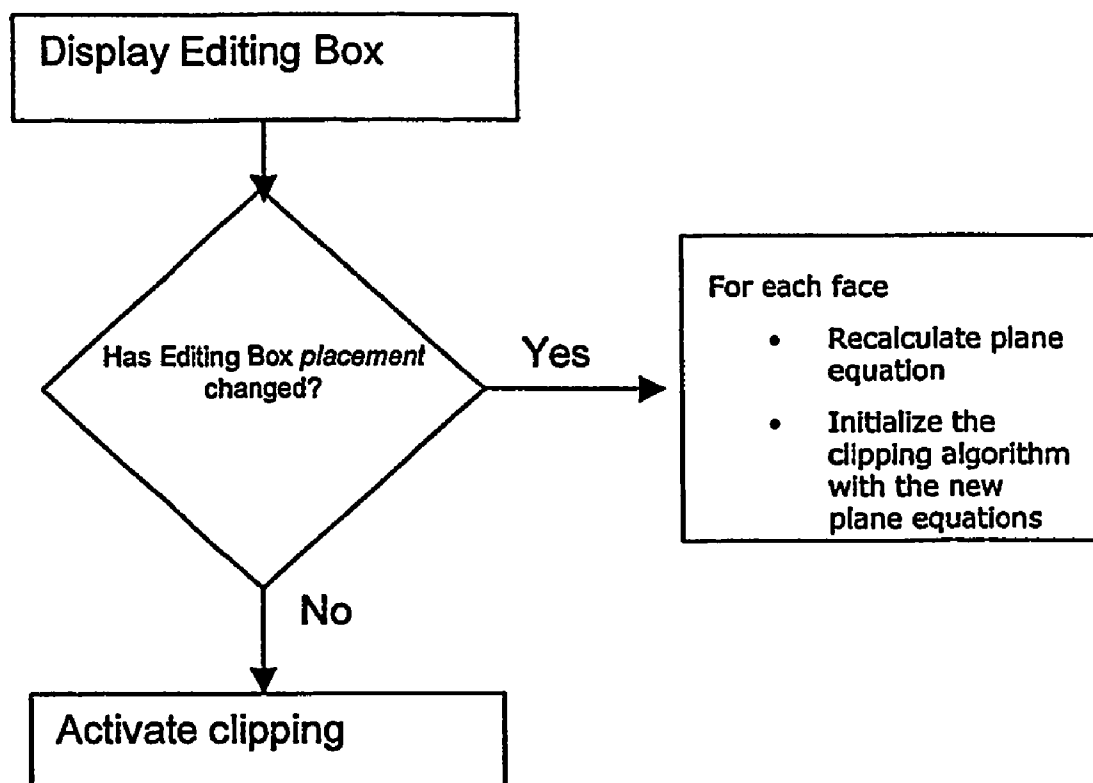 Display Editing Box
Has Editing Box placement
changed?
Yes
For each face
• Recalculate plane
equation
• Initialize the
clipping algorithm
with the new
plane equations
No
Activate clipping